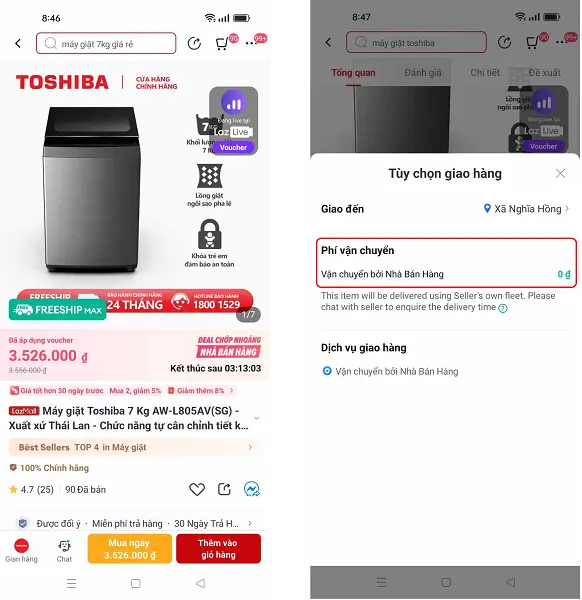 8:46
máy giặt 7kg giá rẻ
90
99+
TOSHIBA
CỬA HÀNG
CHÍNH HÃNG
Đang live tại
LazLive
Voucher
7KG
Khối lượng
Lồng giặt
ngôi sao pha lê
Khóa trẻ em
đảm bảo an toàn
FREESHIP
BẢO HÀNH CHÍNH HÃNG
24 THÁNG
HOTLINE BẢO HÀNH
1800 1529
FREESHIP MAX
1/7
Đã áp dụng voucher
3.526.000 ₫
3.556.000 ₫
DEAL CHỚP NHOÁNG
NHÀ BÁN HÀNG
Kết thúc sau 03:13:03
Giá tốt hơn 30 ngày trước
Mua 2, giảm 5%
Giảm thêm 8%
LazMall Máy giặt Toshiba 7 Kg AW-L805AV(SG) -
Xuất xứ Thái Lan - Chức năng tự cân chỉnh tiết k...
Best Sellers TOP 4 in Máy giặt
100% Chính hãng
4.7 (25)
90 Đã bán
Được đổi ý · Miễn phí trả hàng · 30 Ngày Trả H...
Gian hàng
Chat
Mua ngay
3.526.000 ₫
Thêm vào
giỏ hàng
8:47
máy giặt toshiba
90
99+
Tổng quan
Đánh giá
Chi tiết
Đề xuất
Lồng giặt
ngôi sao
Đang live tại
LazLive
Voucher
Tùy chọn giao hàng
Giao đến
Xã Nghĩa Hồng
Phí vận chuyển
Vận chuyển bởi Nhà Bán Hàng
0 ₫
This item will be delivered using Seller's own fleet. Please
chat with seller to enquire the delivery time
Dịch vụ giao hàng
Vận chuyển bởi Nhà Bán Hàng